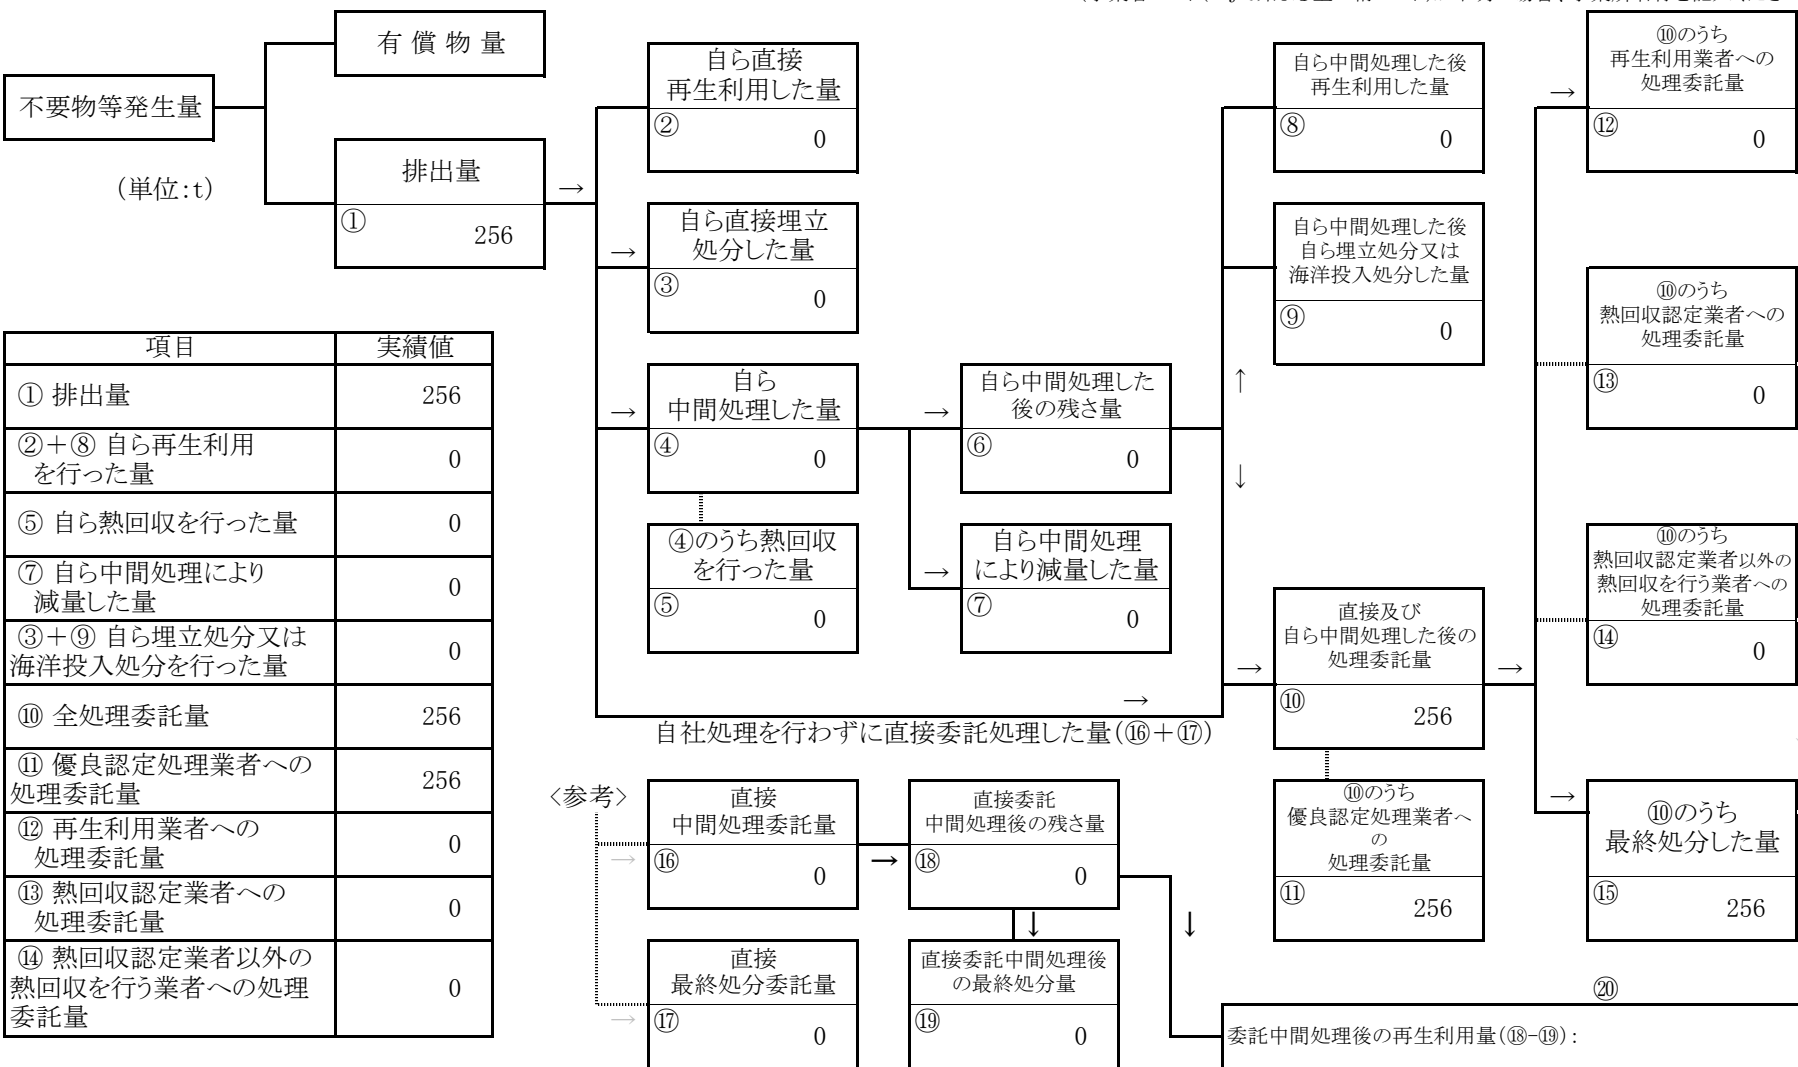 有 償 物 量
不要物等発生量
(単位:t)
排出量
①
256
→
自ら直接
再生利用した量
②
0
→
自ら直接埋立
処分した量
③
0
→
自ら
中間処理した量
④
0
④のうち熱回収
を行った量
⑤
0
→
自ら中間処理した
後の残さ量
⑥
0
→
自ら中間処理
により減量した量
⑦
0
自ら中間処理した後
再生利用した量
⑧
0
自ら中間処理した後
自ら埋立処分又は
海洋投入処分した量
⑨
0
↑
↓
→
自社処理を行わずに直接委託処理した量(⑯+⑰)
→
直接及び
自ら中間処理した後の
処理委託量
⑩
256
→
⑩のうち
優良認定処理業者へ
の
処理委託量
⑪
256
→
⑩のうち
再生利用業者への
処理委託量
⑫
0
⑩のうち
熱回収認定業者への
処理委託量
⑬
0
⑩のうち
熱回収認定業者以外の
熱回収を行う業者への
処理委託量
⑭
0
→
⑩のうち
最終処分した量
⑮
256
項目 実績値
① 排出量 256
②+⑧ 自ら再生利用
を行った量 0
⑤ 自ら熱回収を行った量 0
⑦ 自ら中間処理により
減量した量 0
③+⑨ 自ら埋立処分又は
海洋投入処分を行った量 0
⑩ 全処理委託量 256
⑪ 優良認定処理業者への
処理委託量 256
⑫ 再生利用業者への
処理委託量 0
⑬ 熱回収認定業者への
処理委託量 0
⑭ 熱回収認定業者以外の
熱回収を行う業者への処理
委託量 0
<参考>
→
直接
中間処理委託量
⑯
0
→
直接委託
中間処理後の残さ量
⑱
0
↓
↓
→
直接
最終処分委託量
⑰
0
直接委託中間処理後
の最終処分量
⑲
0
⑳
委託中間処理後の再生利用量(⑱-⑲):